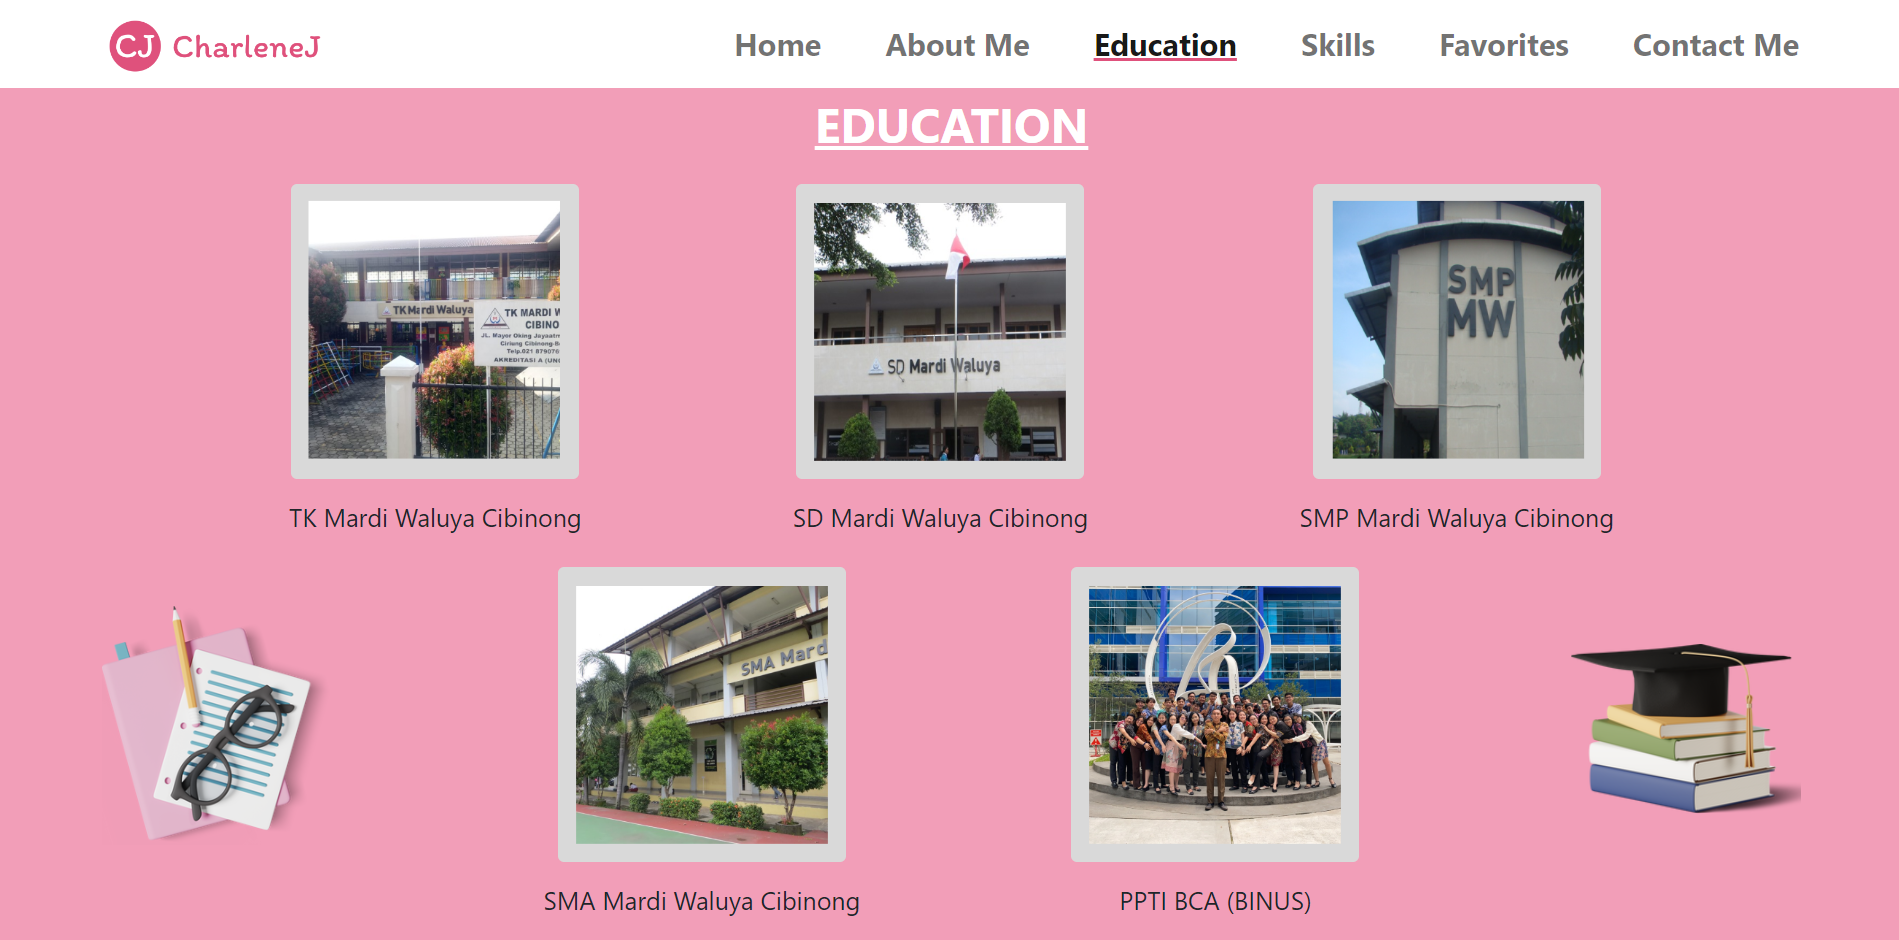 CJ CharleneJ
Home About Me Education Skills Favorites Contact Me
EDUCATION
TK Mardi Waluya
TK MARDI W
CIBINO
JL. Mayor Oking Jayaatm
Ciriung Cibinong-B
Telp.021 879076
AKREDITASI A (UNG
SD Mardi Waluya
SMP
MW
TK Mardi Waluya Cibinong
SD Mardi Waluya Cibinong
SMP Mardi Waluya Cibinong
SMA Mard
SMA Mardi Waluya Cibinong
PPTI BCA (BINUS)